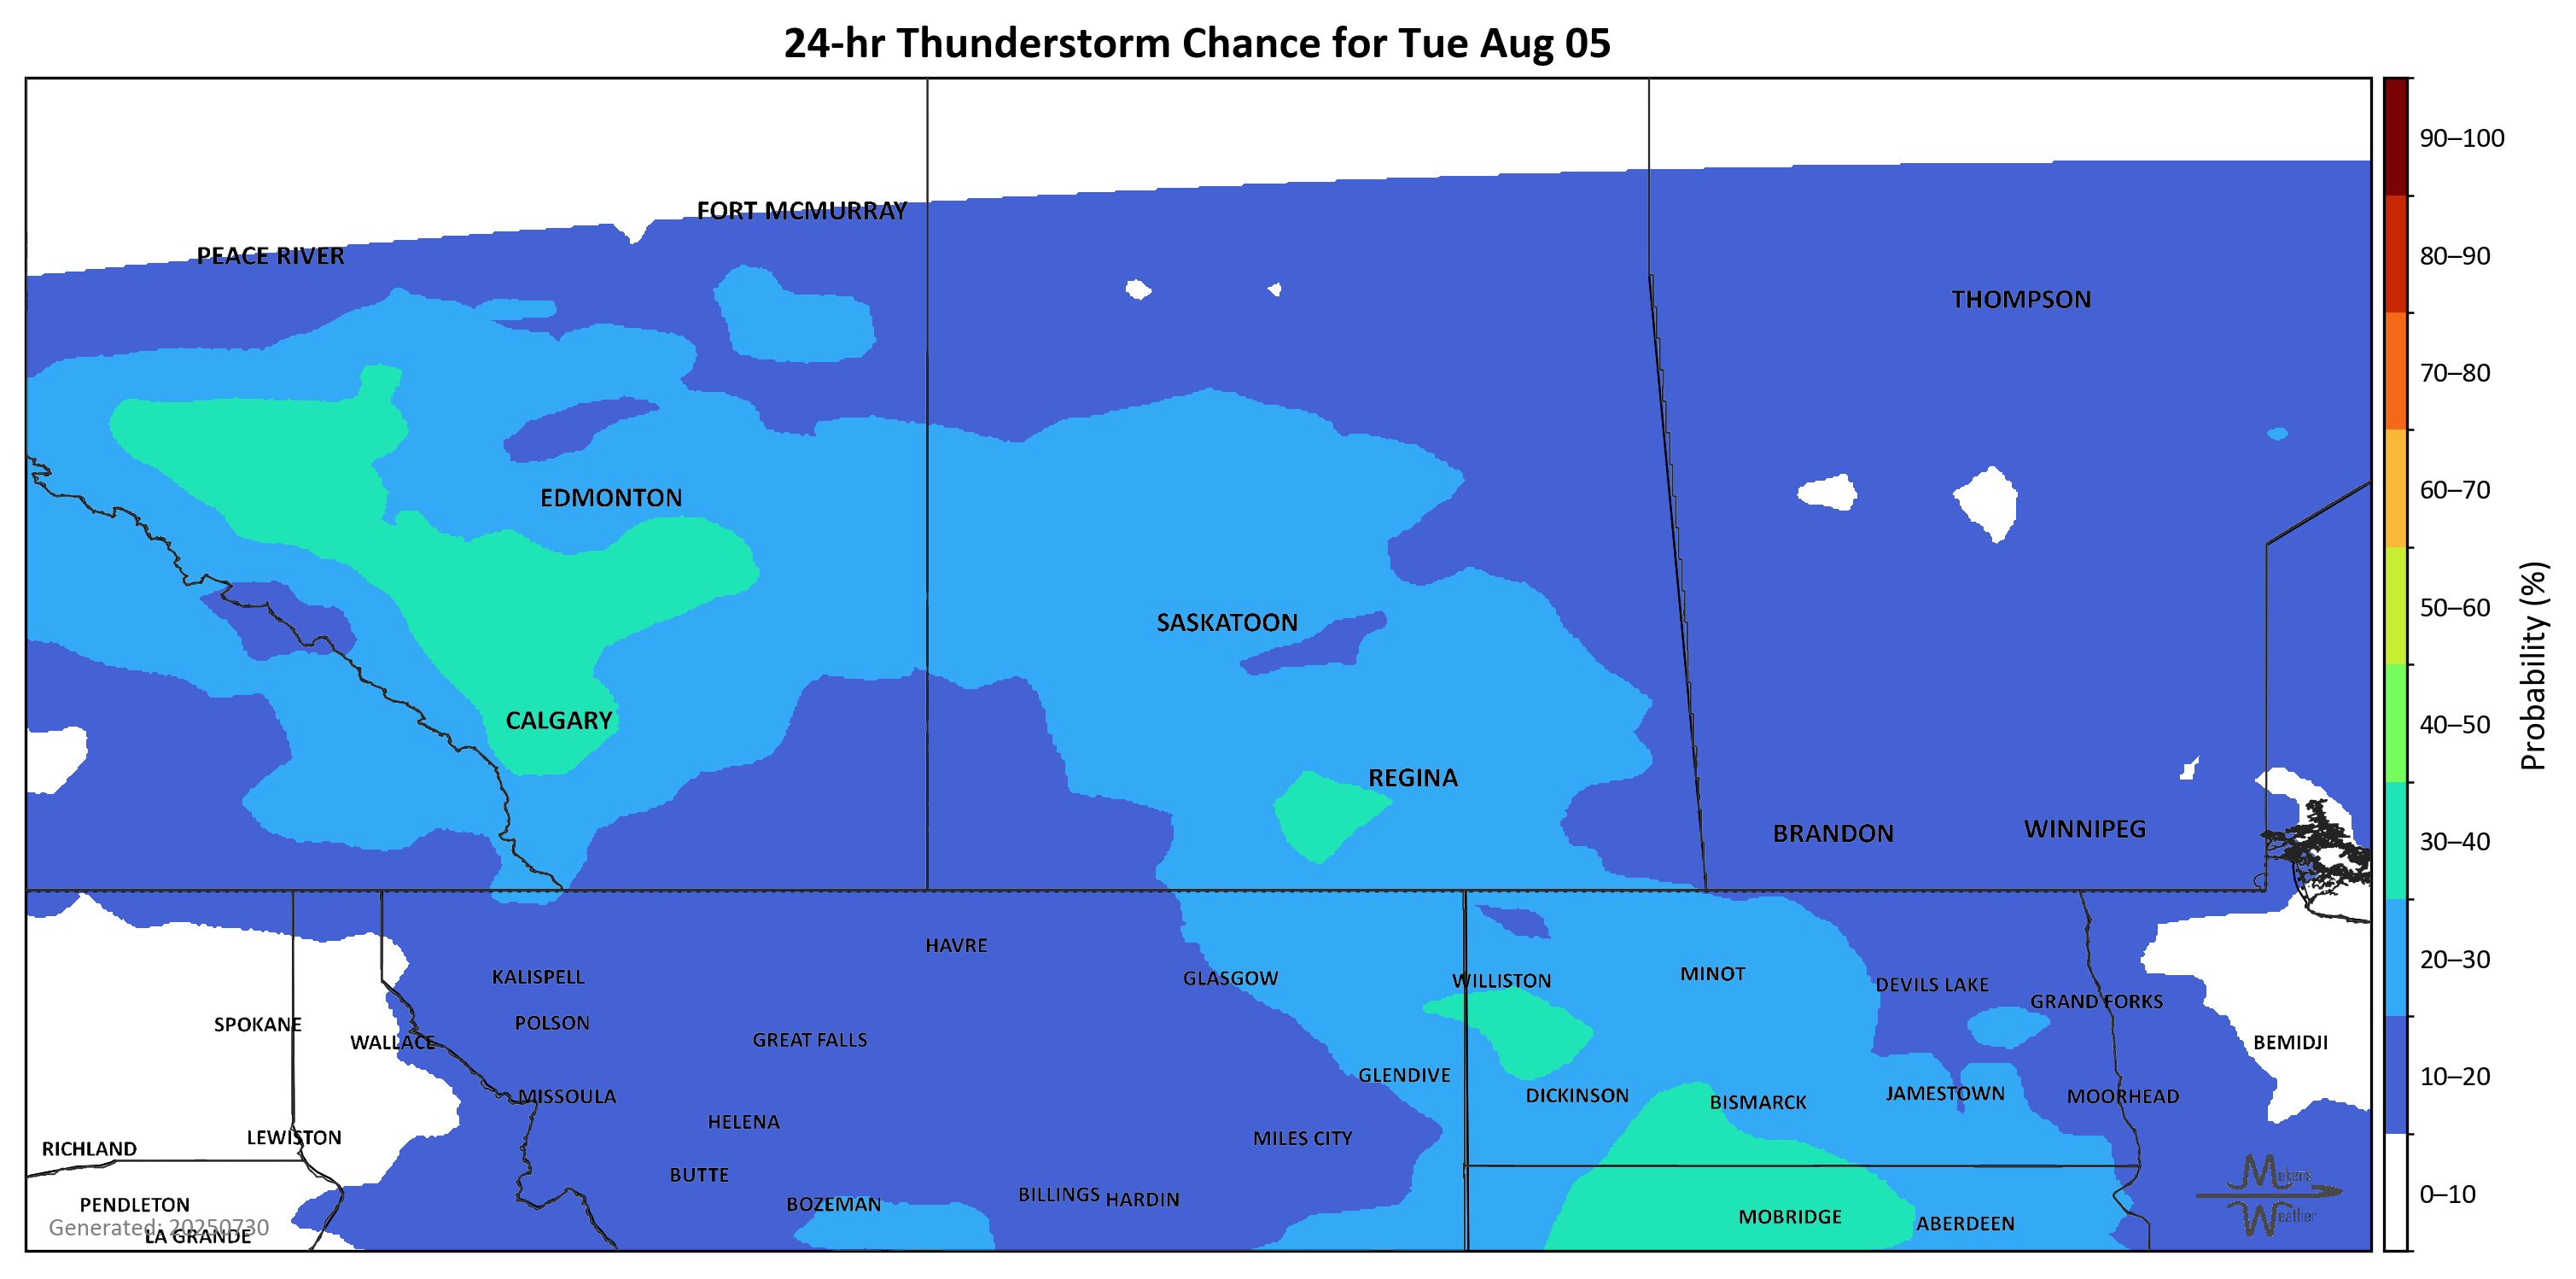 24-hr Thunderstorm Chance for Tue Aug 05
90–100
FORT MCMURRAY
PEACE RIVER
80–90
THOMPSON
70–80
60–70
EDMONTON
50–60
SASKATOON
Probability (%)
CALGARY
40–50
REGINA
BRANDON
WINNIPEG
30–40
HAVRE
20–30
KALISPELL
GLASGOW
WILLISTON
MINOT
DEVILS LAKE
GRAND FORKS
SPOKANE
POLSON
WALLACE
GREAT FALLS
BEMIDJI
GLENDIVE
10–20
MISSOULA
DICKINSON
BISMARCK
JAMESTOWN
MOORHEAD
HELENA
RICHLAND
LEWISTON
MILES CITY
BUTTE
Mekens
Weather
0–10
PENDLETON
BOZEMAN
BILLINGS
HARDIN
MOBRIDGE
ABERDEEN
Generated: 20250730
LA GRANDE